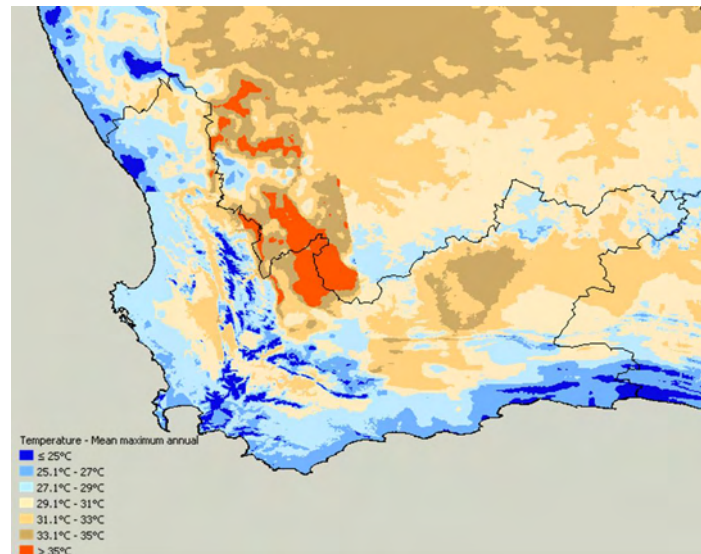 Temperature - Mean maximum annual
≤ 25°C
25.1°C - 27°C
27.1°C - 29°C
29.1°C - 31°C
31.1°C - 33°C
33.1°C - 35°C
> 35°C